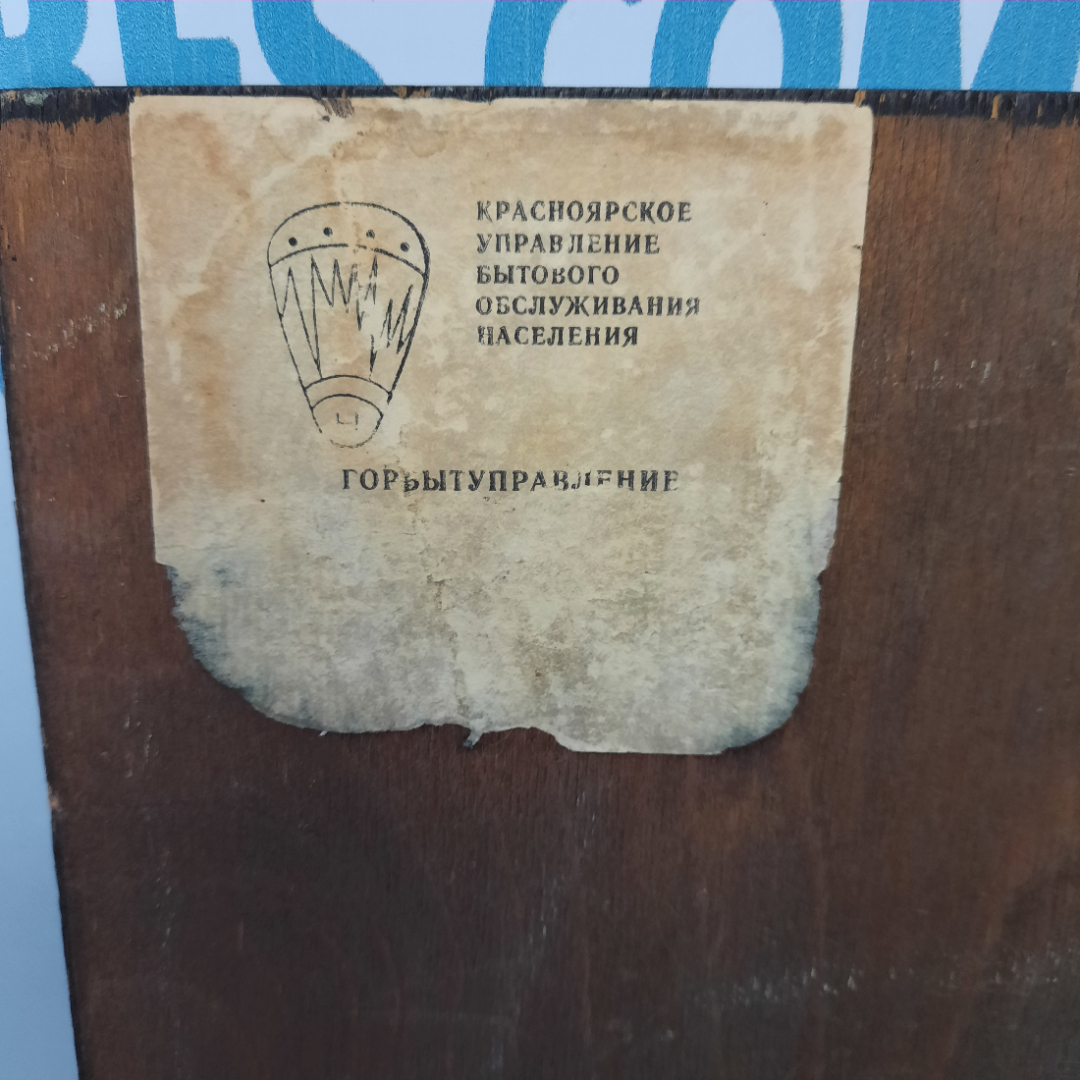 КРАСНОЯРСКОЕ
УПРАВЛЕНИЕ
БЫТОВОГО
ОБСЛУЖИВАНИЯ
НАСЕЛЕНИЯ
ГОРБЫТУПРАВЛЕНИЕ